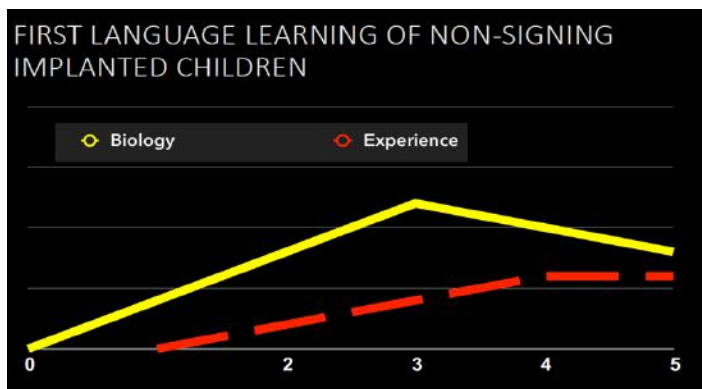 FIRST LANGUAGE LEARNING OF NON-SIGNING
IMPLANTED CHILDREN
Biology Experience
0 2 3 4 5